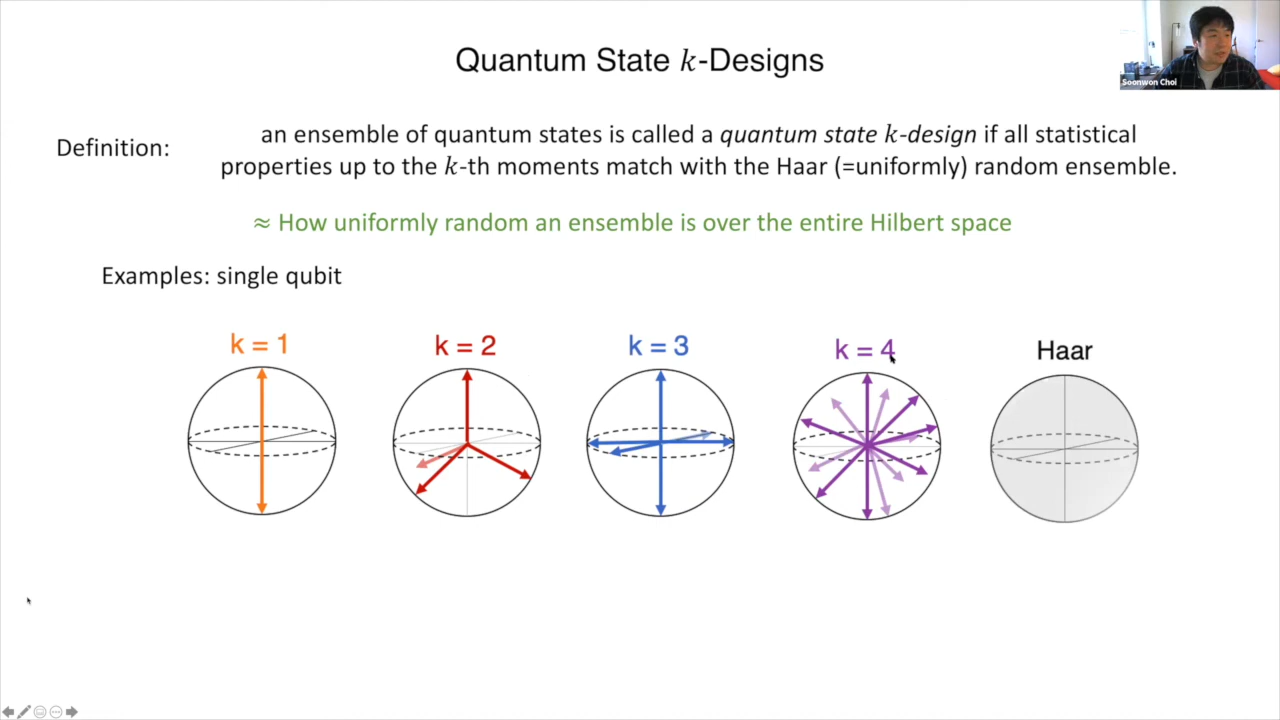 Quantum State k-Designs
Soonwon Choi
Definition:
an ensemble of quantum states is called a quantum state k-design if all statistical
properties up to the k-th moments match with the Haar (=uniformly) random ensemble.
≈ How uniformly random an ensemble is over the entire Hilbert space
Examples: single qubit
k = 1
k = 2
k = 3
k = 4
Haar